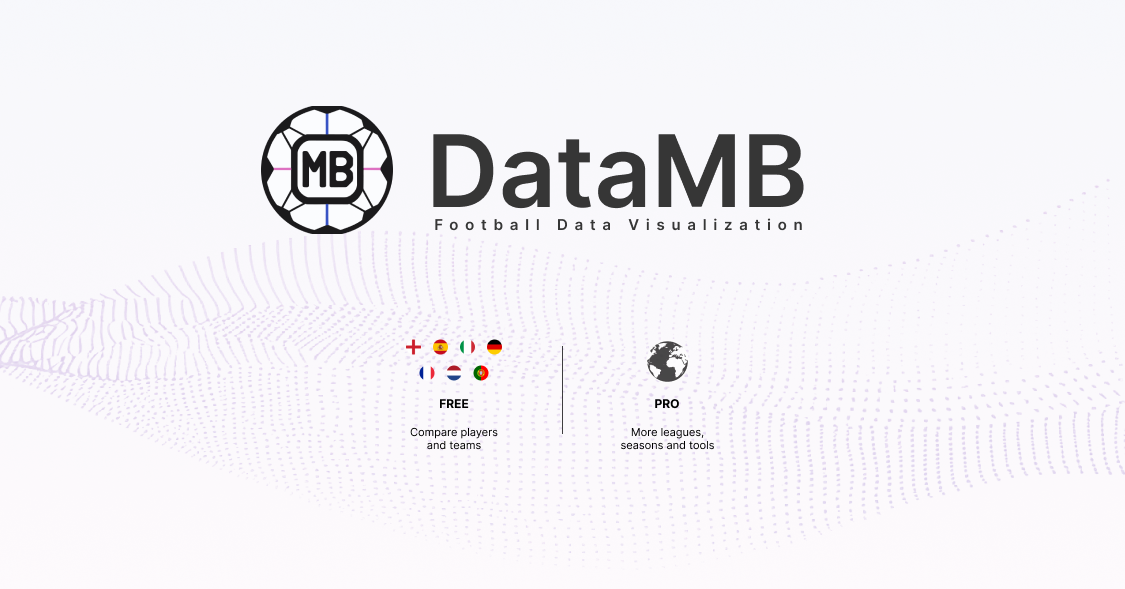 MB
DataMB
Football Data Visualization
FREE
Compare players
and teams
PRO
More leagues,
seasons and tools